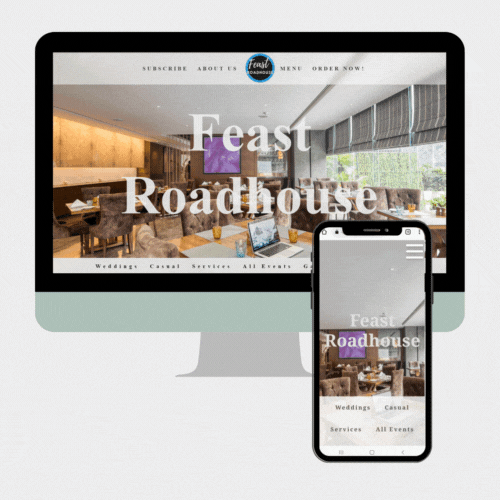 SUBSCRIBE ABOUT US Feast ROADHOUSE MENU ORDER NOW!
Feast
Roadhouse
Weddings Casual Services All Events
Feast
Roadhouse
Weddings Casual
Services All Events